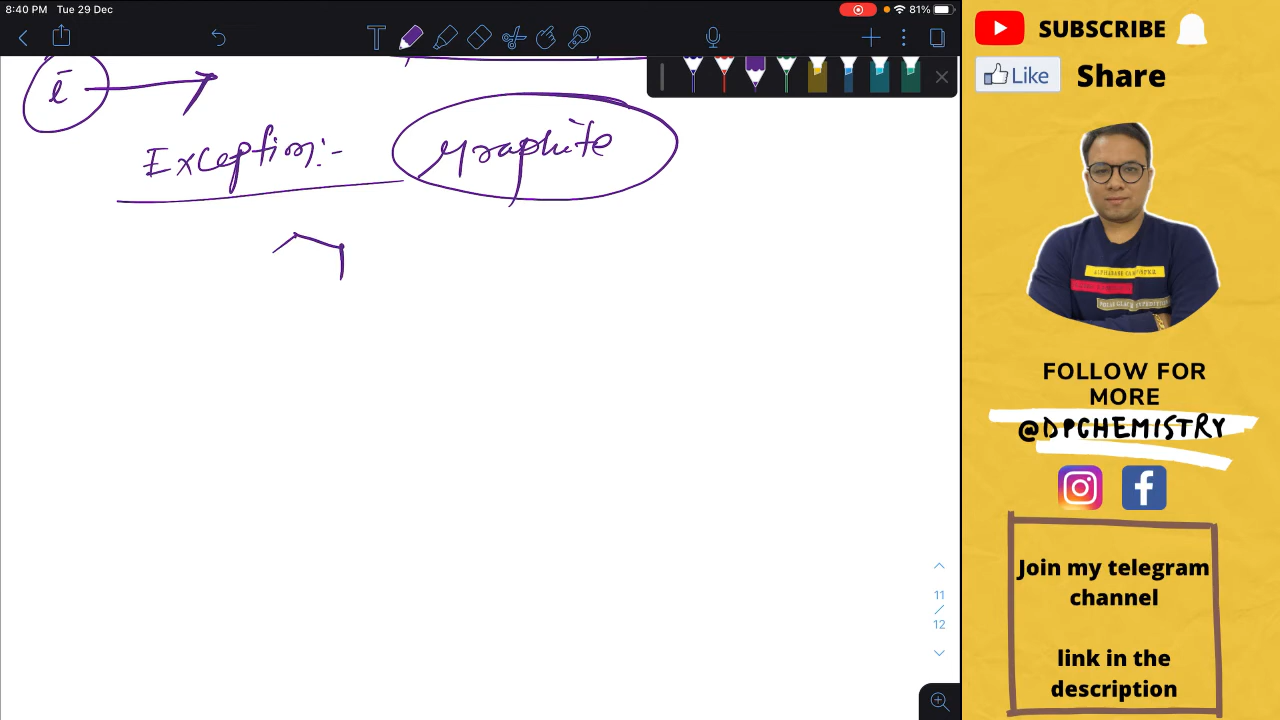 8:40 PM Tue 29 Dec
81%
ē
Exception:-
Graphite
11
/
12
SUBSCRIBE
Like
Share
FOLLOW FOR
MORE
@DPCHEMISTRY
Join my telegram
channel
link in the
description